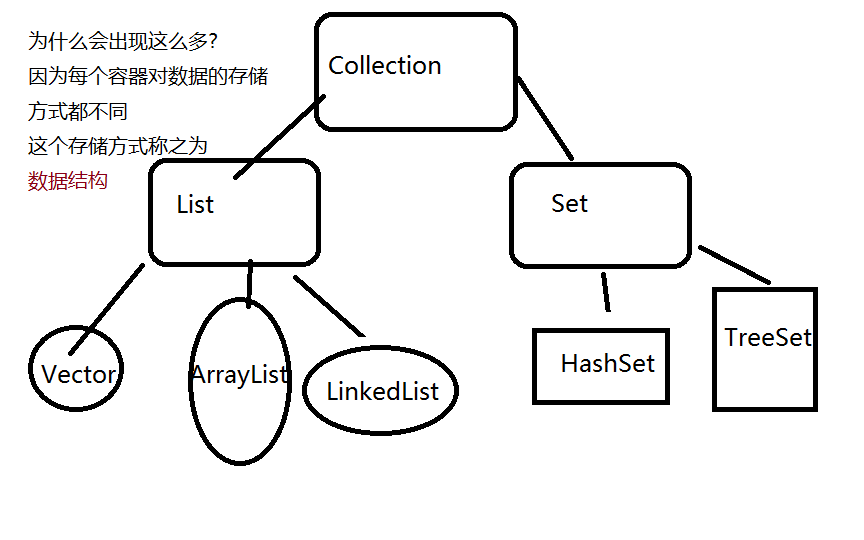 为什么会出现这么多?
因为每个容器对数据的存储
方式都不同
这个存储方式称之为
数据结构
Collection
List
Set
Vector
ArrayList
LinkedList
HashSet
TreeSet